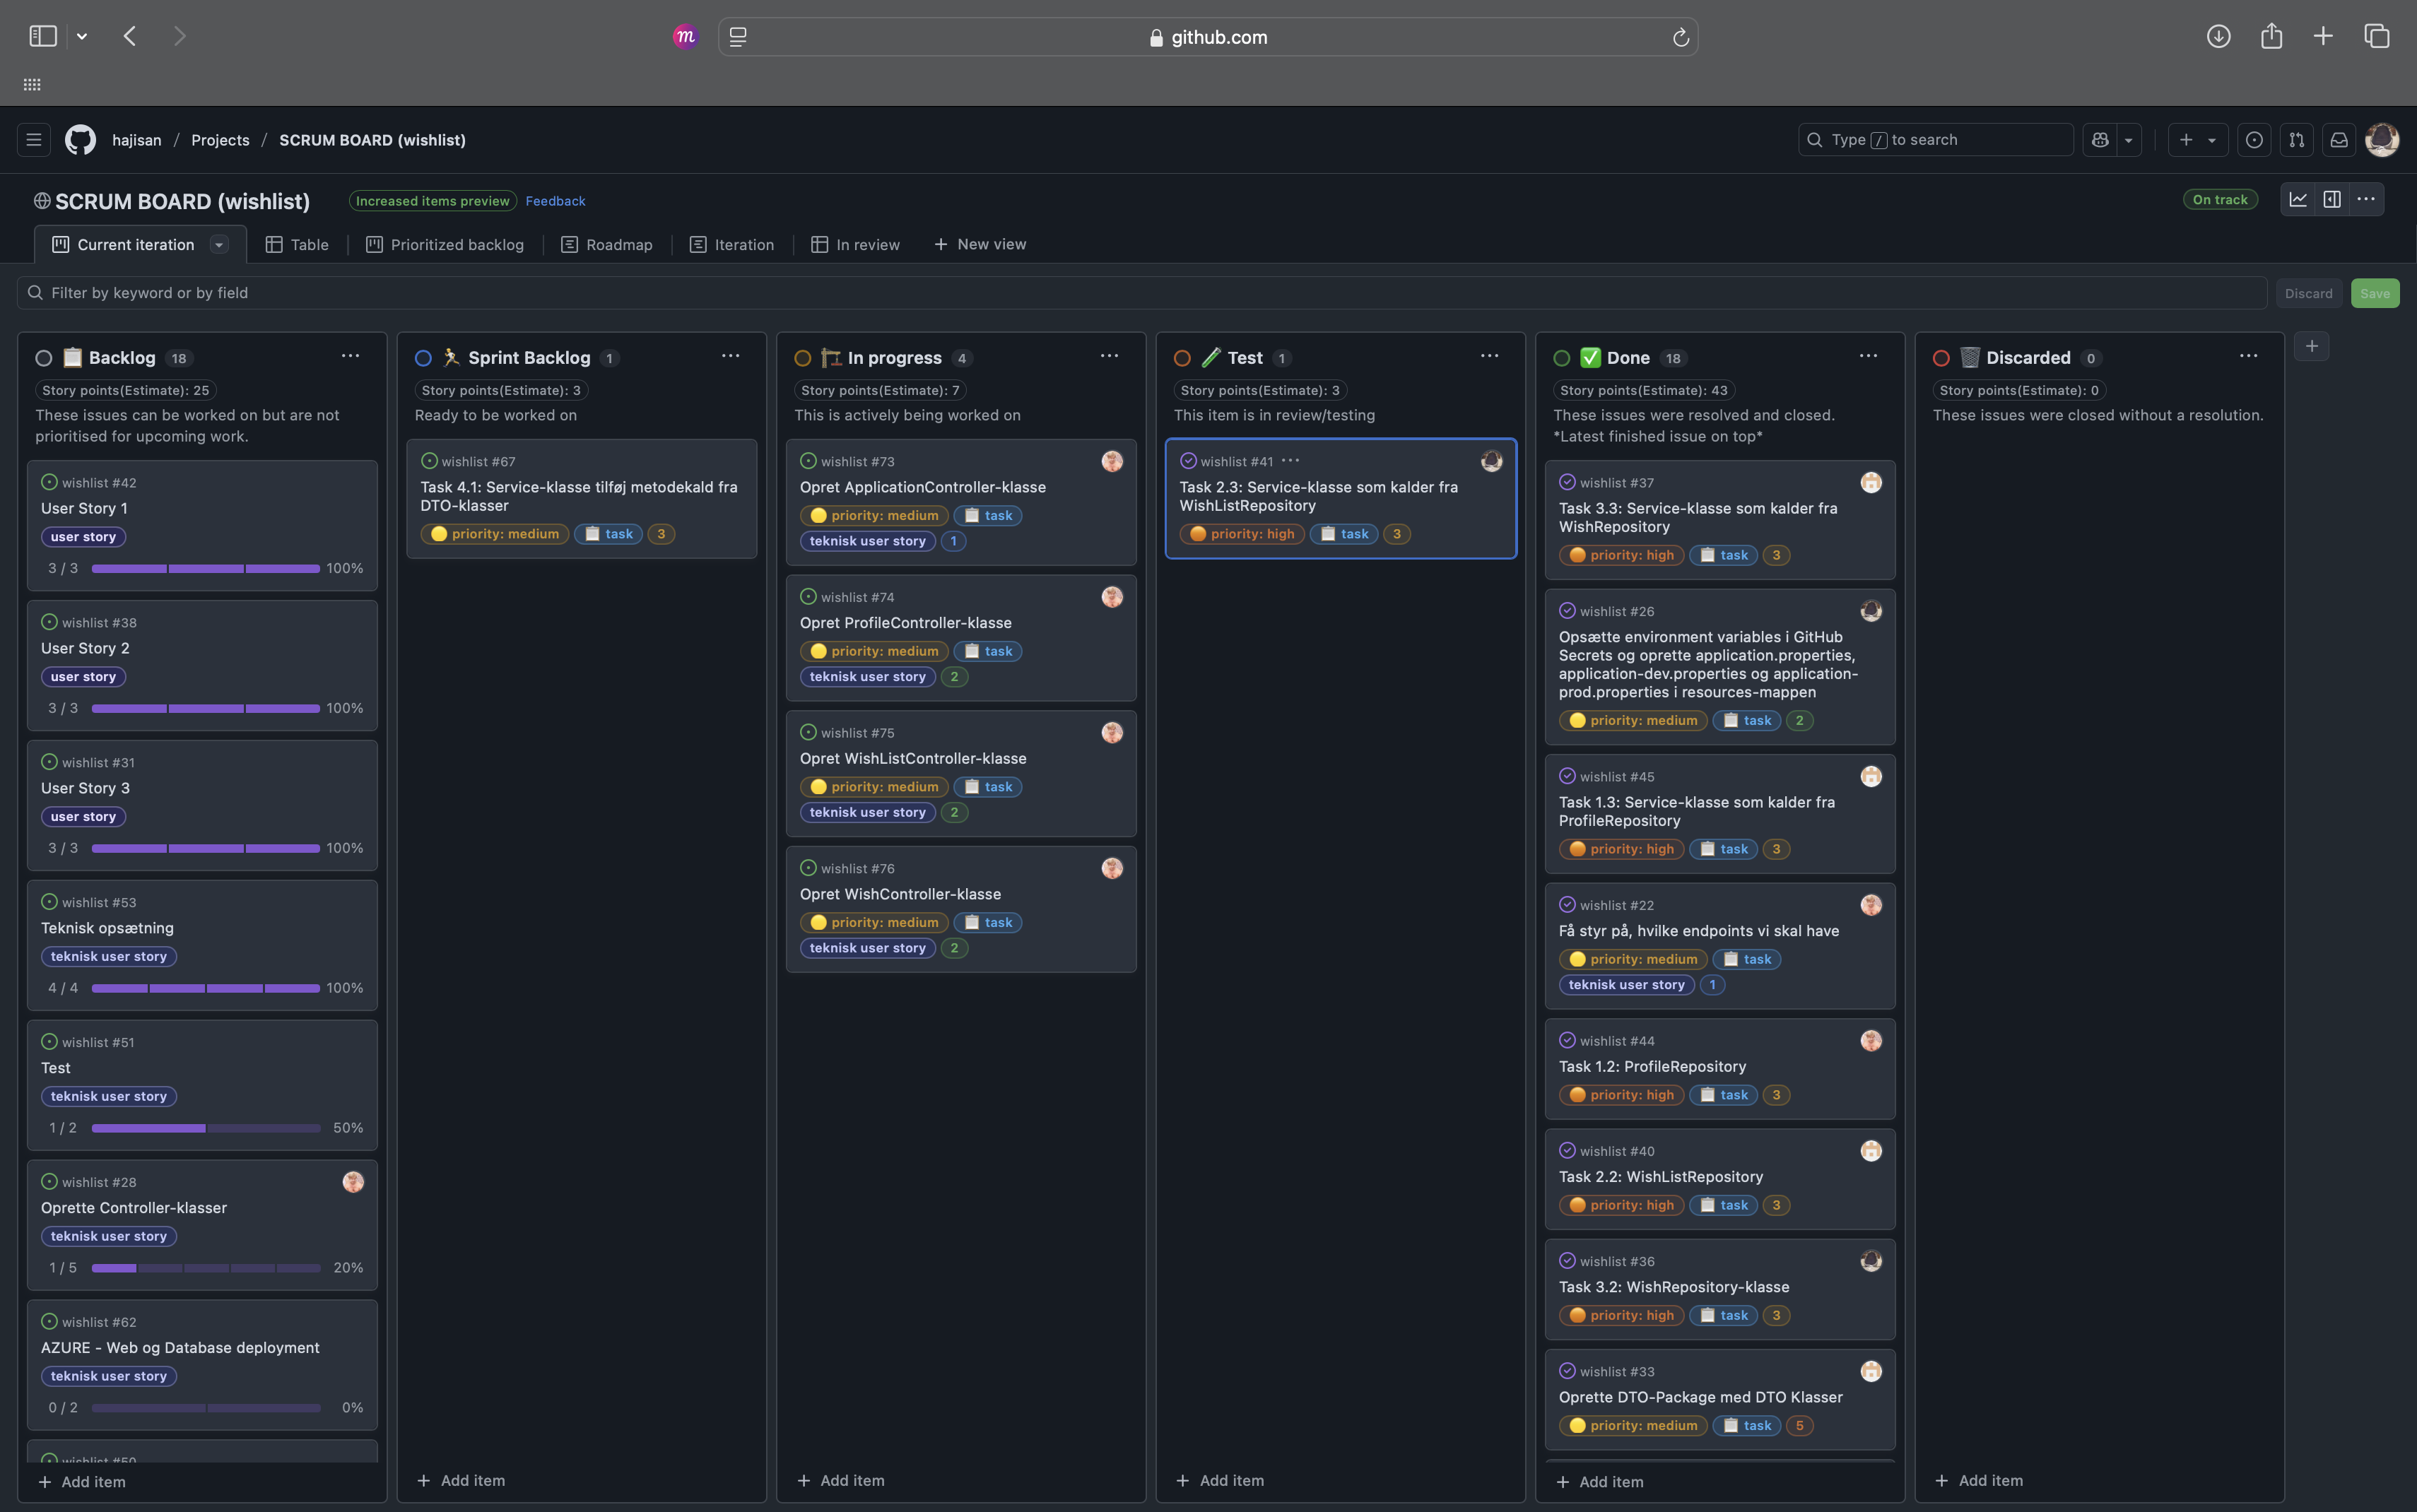 github.com
hajisan / Projects / SCRUM BOARD (wishlist)
Type / to search
SCRUM BOARD (wishlist)
Increased items preview
Feedback
On track
Current iteration
Table
Prioritized backlog
Roadmap
Iteration
In review
New view
Filter by keyword or by field
Discard
Save
Backlog 18
Story points(Estimate): 25
These issues can be worked on but are not
prioritised for upcoming work.
wishlist #42
User Story 1
user story
3 / 3 100%
wishlist #38
User Story 2
user story
3 / 3 100%
wishlist #31
User Story 3
user story
3 / 3 100%
wishlist #53
Teknisk opsætning
teknisk user story
4 / 4 100%
wishlist #51
Test
teknisk user story
1 / 2 50%
wishlist #28
Oprette Controller-klasser
teknisk user story
1 / 5 20%
wishlist #62
AZURE - Web og Database deployment
teknisk user story
0 / 2 0%
wishlist #50
Add item
Sprint Backlog 1
Story points(Estimate): 3
Ready to be worked on
wishlist #67
Task 4.1: Service-klasse tilføj metodekald fra
DTO-klasser
priority: medium task 3
Add item
In progress 4
Story points(Estimate): 7
This is actively being worked on
wishlist #73
Opret ApplicationController-klasse
priority: medium task
teknisk user story 1
wishlist #74
Opret ProfileController-klasse
priority: medium task
teknisk user story 2
wishlist #75
Opret WishListController-klasse
priority: medium task
teknisk user story 2
wishlist #76
Opret WishController-klasse
priority: medium task
teknisk user story 2
Add item
Test 1
Story points(Estimate): 3
This item is in review/testing
wishlist #41
Task 2.3: Service-klasse som kalder fra
WishListRepository
priority: high task 3
Add item
Done 18
Story points(Estimate): 43
These issues were resolved and closed.
*Latest finished issue on top*
wishlist #37
Task 3.3: Service-klasse som kalder fra
WishRepository
priority: high task 3
wishlist #26
Opsætte environment variables i GitHub
Secrets og oprette application.properties,
application-dev.properties og application-
prod.properties i resources-mappen
priority: medium task 2
wishlist #45
Task 1.3: Service-klasse som kalder fra
ProfileRepository
priority: high task 3
wishlist #22
Få styr på, hvilke endpoints vi skal have
priority: medium task
teknisk user story 1
wishlist #44
Task 1.2: ProfileRepository
priority: high task 3
wishlist #40
Task 2.2: WishListRepository
priority: high task 3
wishlist #36
Task 3.2: WishRepository-klasse
priority: high task 3
wishlist #33
Oprette DTO-Package med DTO Klasser
priority: medium task 5
Add item
Discarded 0
Story points(Estimate): 0
These issues were closed without a resolution.
Add item